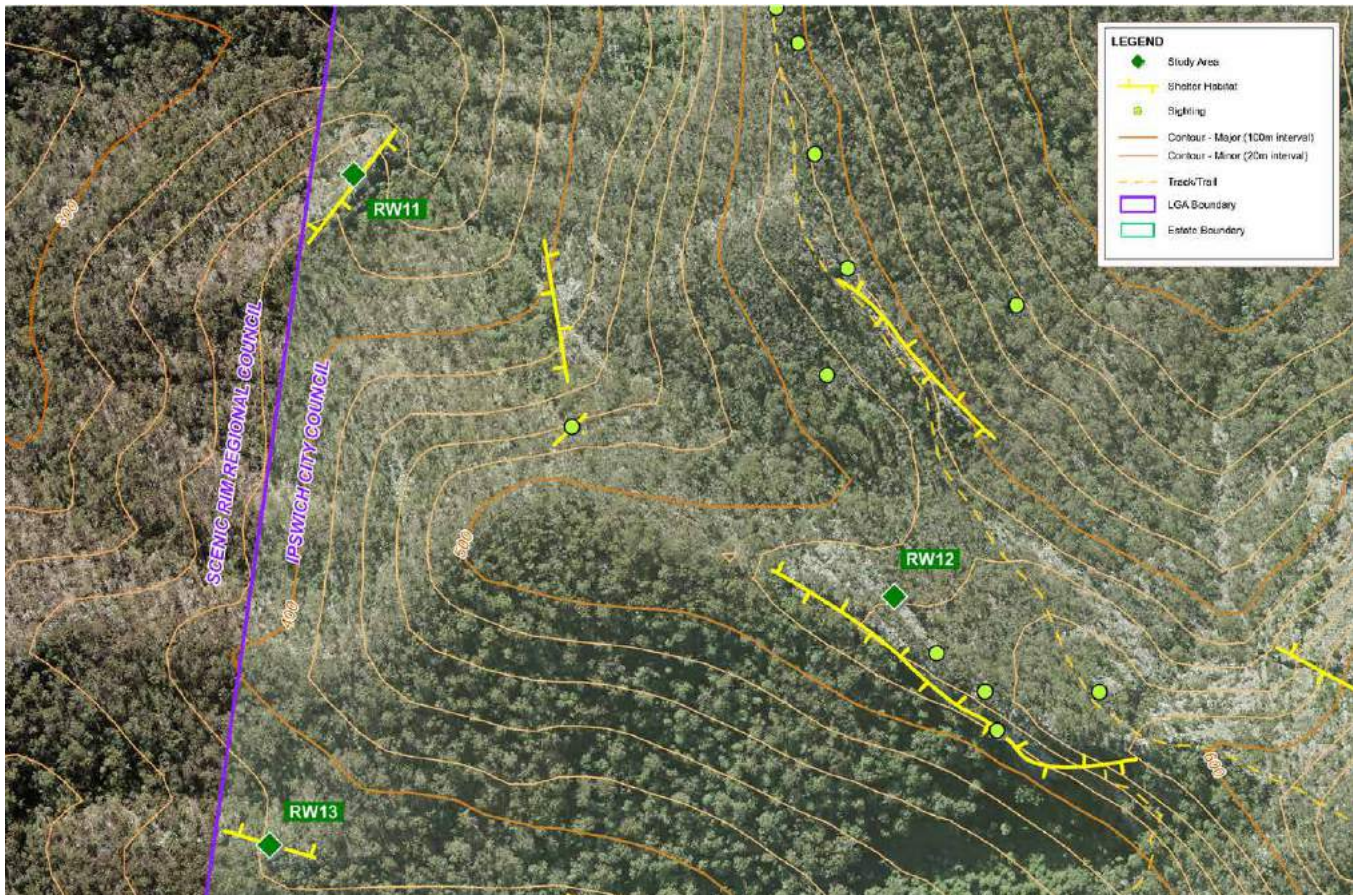 LEGEND
Study Area
Shelter Habitat
Sighting
Contour - Major (100m interval)
Contour - Minor (20m interval)
Track/Trail
LGA Boundary
Estate Boundary
RW11
300
SCENIC RIM REGIONAL COUNCIL
IPSWICH CITY COUNCIL
400
500
RW12
600
RW13